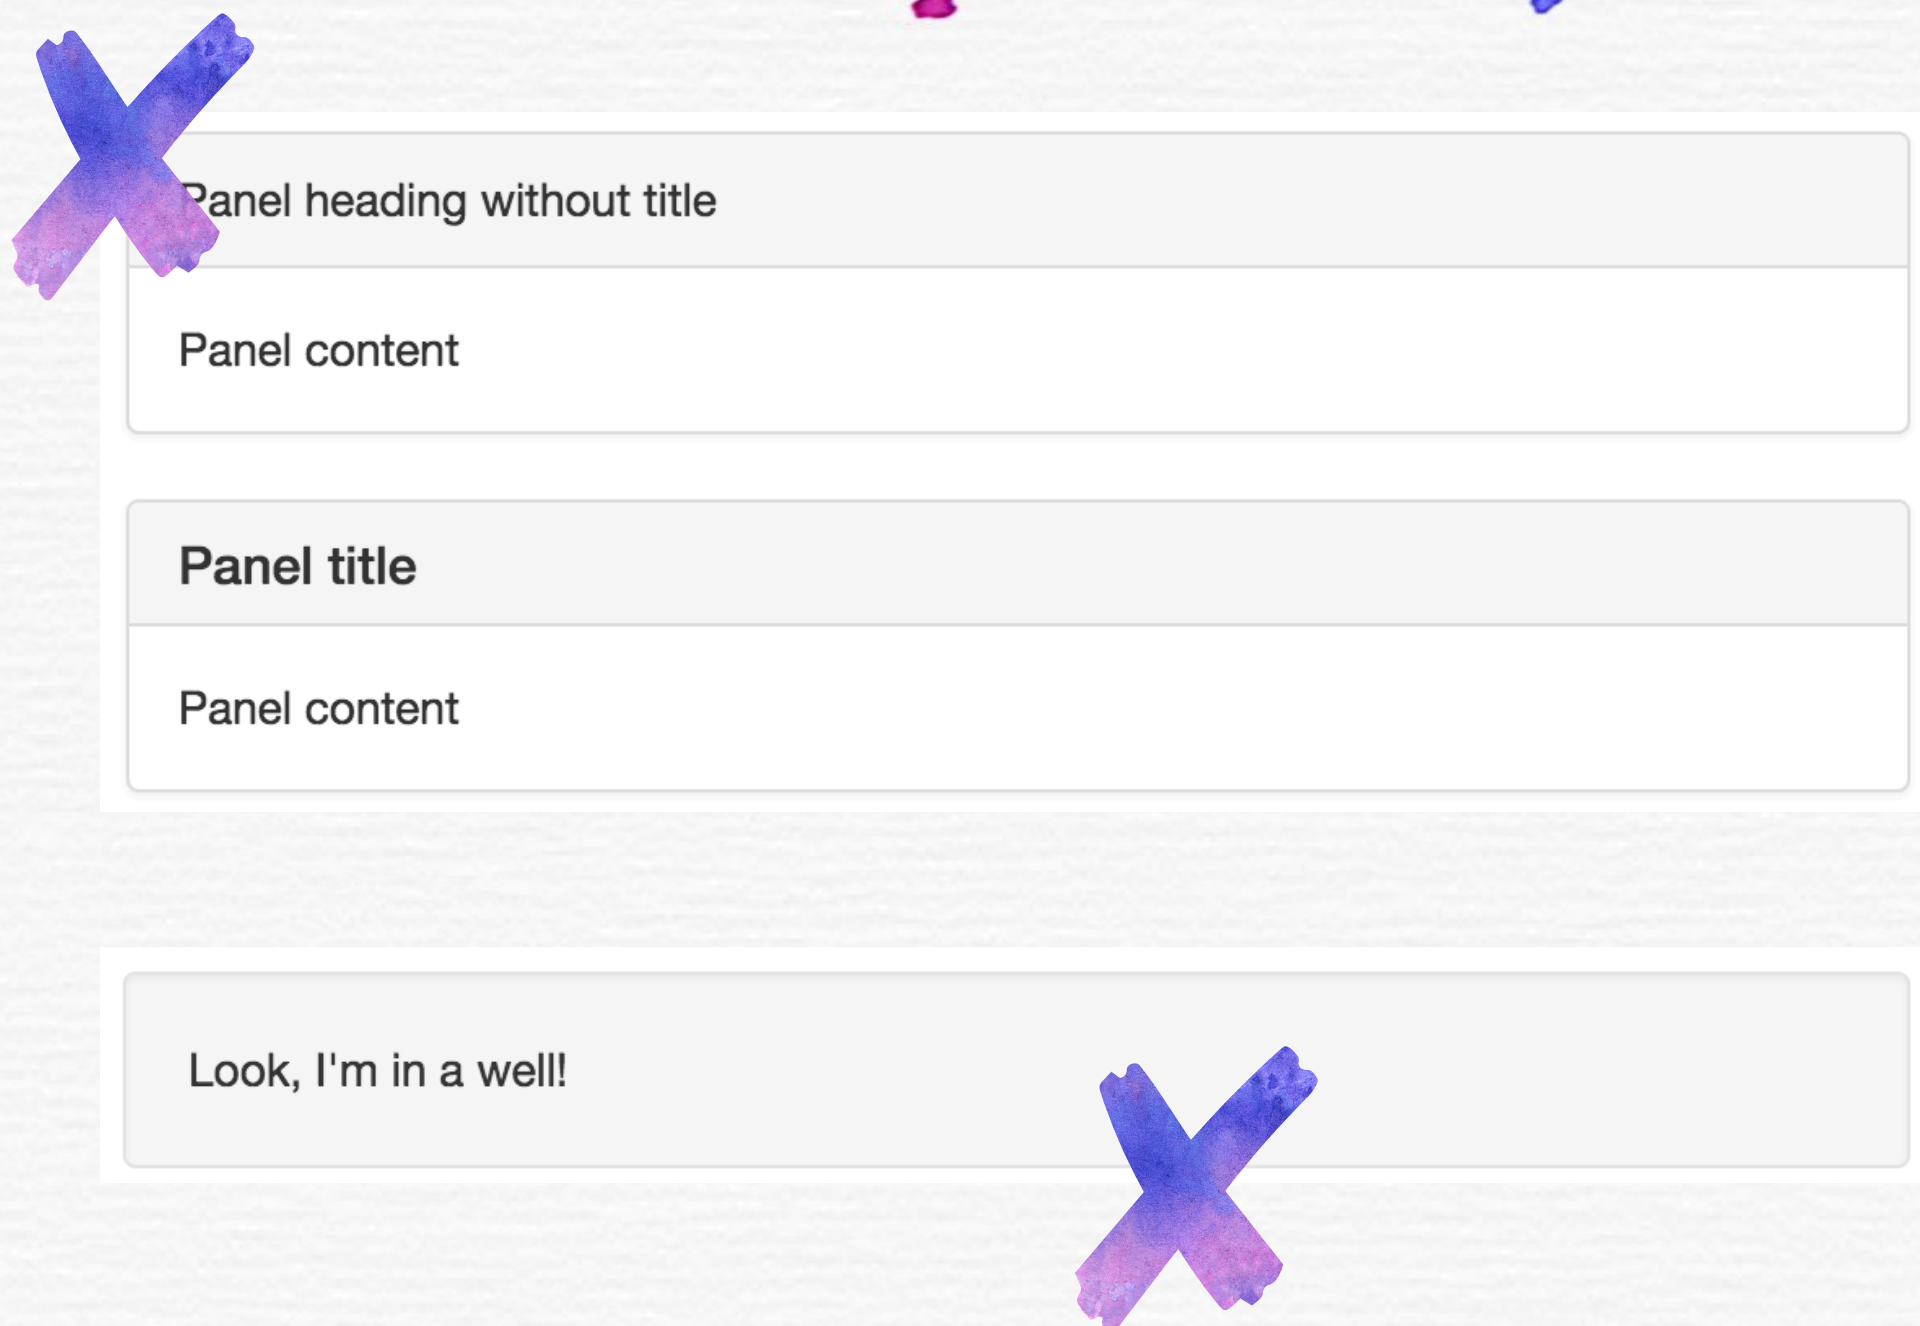 Panel heading without title
Panel content
Panel title
Panel content
Look, I'm in a well!